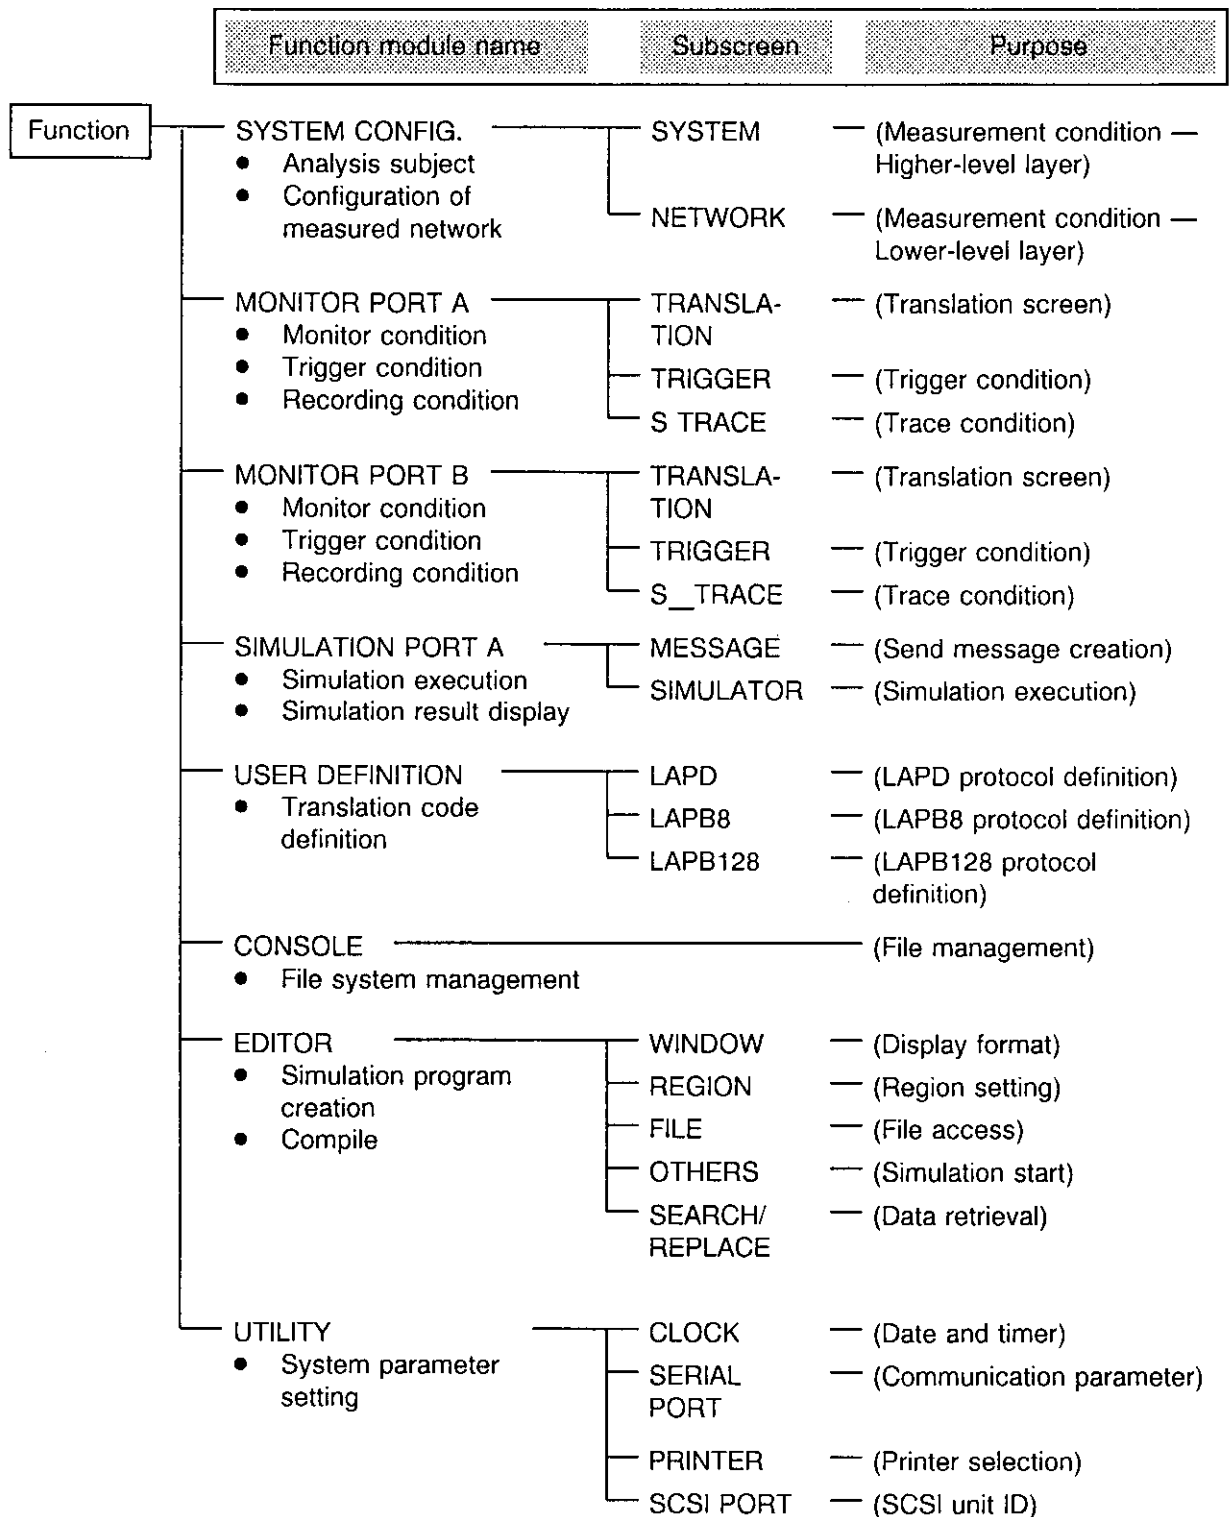 Function module name Subscreen Purpose
Function SYSTEM CONFIG. SYSTEM (Measurement condition —
• Analysis subject Higher-level layer)
• Configuration of
measured network NETWORK (Measurement condition —
Lower-level layer)
MONITOR PORT A TRANSLA- (Translation screen)
• Monitor condition TION
• Trigger condition TRIGGER (Trigger condition)
• Recording condition S TRACE (Trace condition)
MONITOR PORT B TRANSLA- (Translation screen)
• Monitor condition TION
• Trigger condition TRIGGER (Trigger condition)
• Recording condition S__TRACE (Trace condition)
SIMULATION PORT A MESSAGE (Send message creation)
• Simulation execution SIMULATOR (Simulation execution)
• Simulation result display
USER DEFINITION LAPD (LAPD protocol definition)
• Translation code LAPB8 (LAPB8 protocol definition)
definition LAPB128 (LAPB128 protocol
definition)
CONSOLE (File management)
• File system management
EDITOR WINDOW (Display format)
• Simulation program REGION (Region setting)
creation FILE (File access)
• Compile OTHERS (Simulation start)
SEARCH/ (Data retrieval)
REPLACE
UTILITY CLOCK (Date and timer)
• System parameter SERIAL (Communication parameter)
setting PORT
PRINTER (Printer selection)
SCSI PORT (SCSI unit ID)